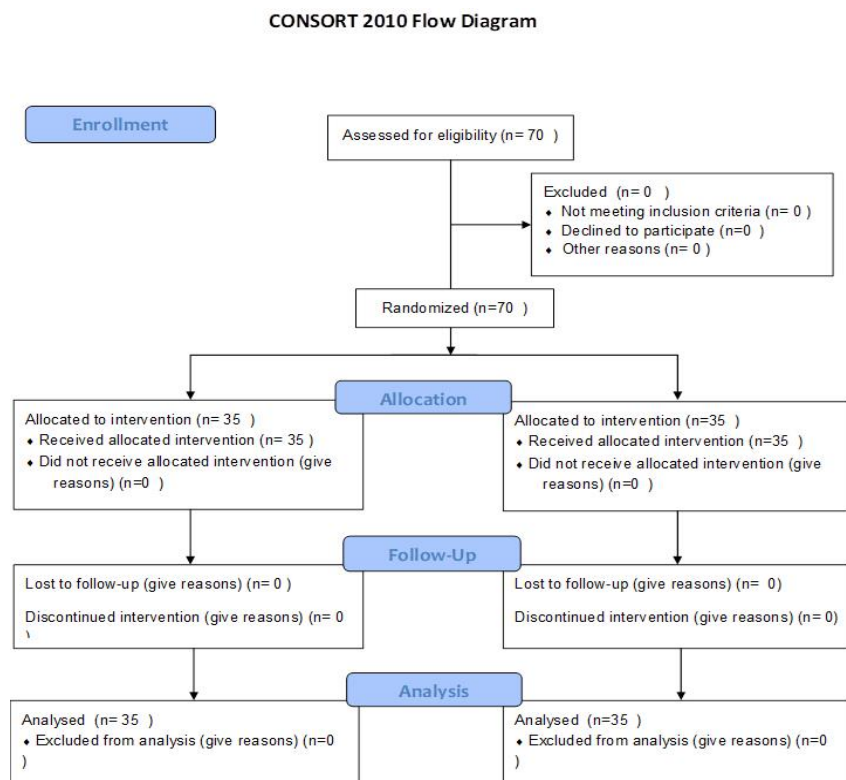 CONSORT 2010 Flow Diagram
Enrollment
Assessed for eligibility (n= 70  )
Excluded  (n= 0  )
♦ Not meeting inclusion criteria (n= 0 )
♦ Declined to participate (n=0  )
♦ Other reasons (n= 0 )
Randomized (n=70  )
Allocation
Allocated to intervention (n= 35  )
♦ Received allocated intervention (n= 35 )
♦ Did not receive allocated intervention (give
reasons) (n=0  )
Allocated to intervention (n=35  )
♦ Received allocated intervention (n=35  )
♦ Did not receive allocated intervention (give
reasons) (n=0  )
Follow-Up
Lost to follow-up (give reasons) (n= 0 )
Discontinued intervention (give reasons) (n= 0
)
Lost to follow-up (give reasons) (n=  0)
Discontinued intervention (give reasons) (n= 0)
Analysis
Analysed  (n= 35  )
♦ Excluded from analysis (give reasons) (n=0
)
Analysed  (n=35  )
♦ Excluded from analysis (give reasons) (n=0
)